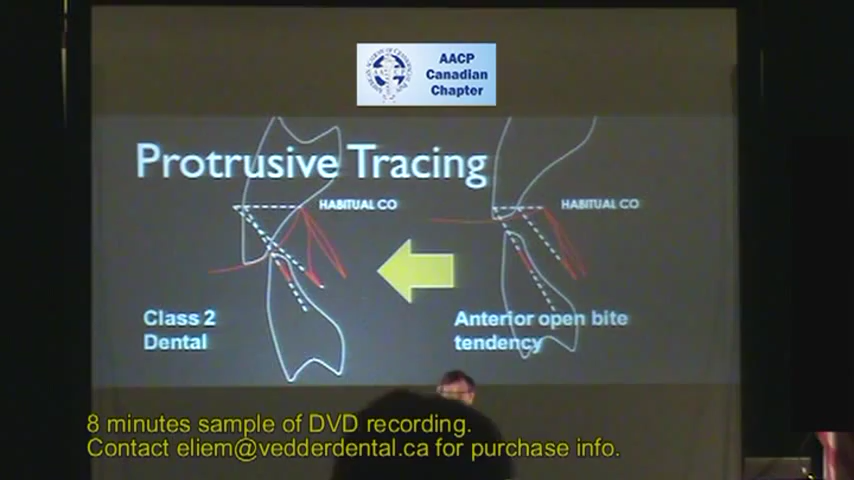 AACP
Canadian
Chapter
Protrusive Tracing
HABITUAL CO
HABITUAL CO
Class 2
Dental
Anterior open bite
tendency
8 minutes sample of DVD recording.
Contact eliem@vedderdental.ca for purchase info.